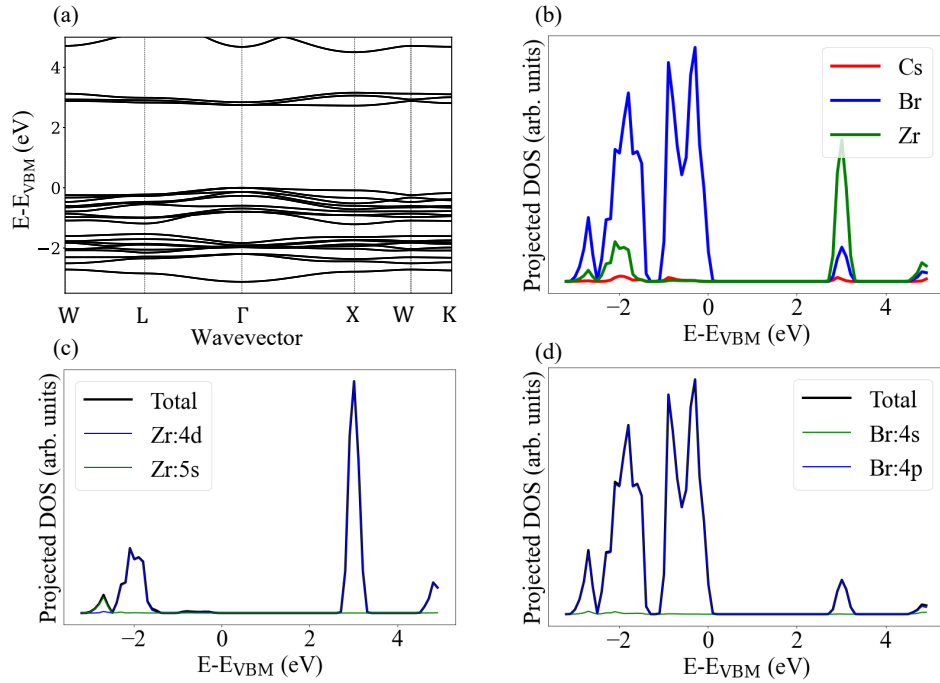 (a)
E-E_VBM (eV)
4
2
0
−2
W L Γ X W K
Wavevector
(b)
Projected DOS (arb. units)
Cs
Br
Zr
−2 0 2 4
E-E_VBM (eV)
(c)
Projected DOS (arb. units)
Total
Zr:4d
Zr:5s
−2 0 2 4
E-E_VBM (eV)
(d)
Projected DOS (arb. units)
Total
Br:4s
Br:4p
−2 0 2 4
E-E_VBM (eV)